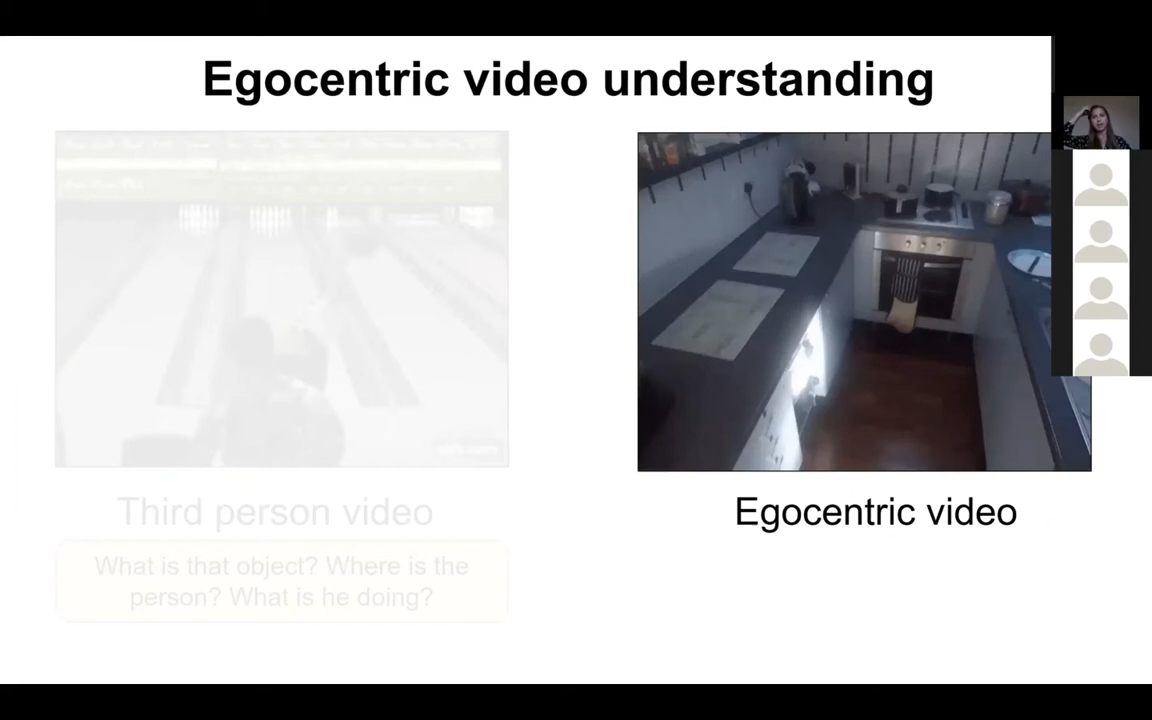 Egocentric video understanding
Third person video
Egocentric video
What is that object? Where is the
person? What is he doing?